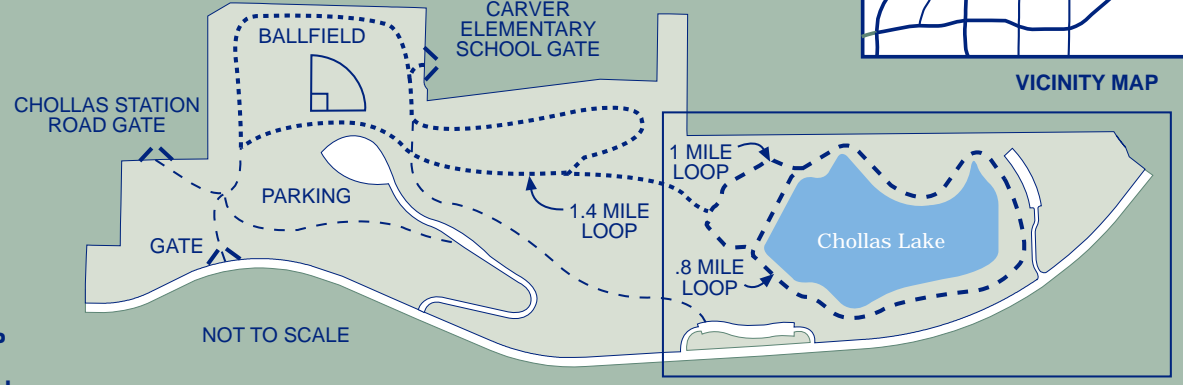 CARVER
ELEMENTARY
SCHOOL GATE
BALLFIELD
VICINITY MAP
CHOLLAS STATION
ROAD GATE
1 MILE
LOOP
PARKING
1.4 MILE
LOOP
GATE
Chollas Lake
.8 MILE
LOOP
NOT TO SCALE